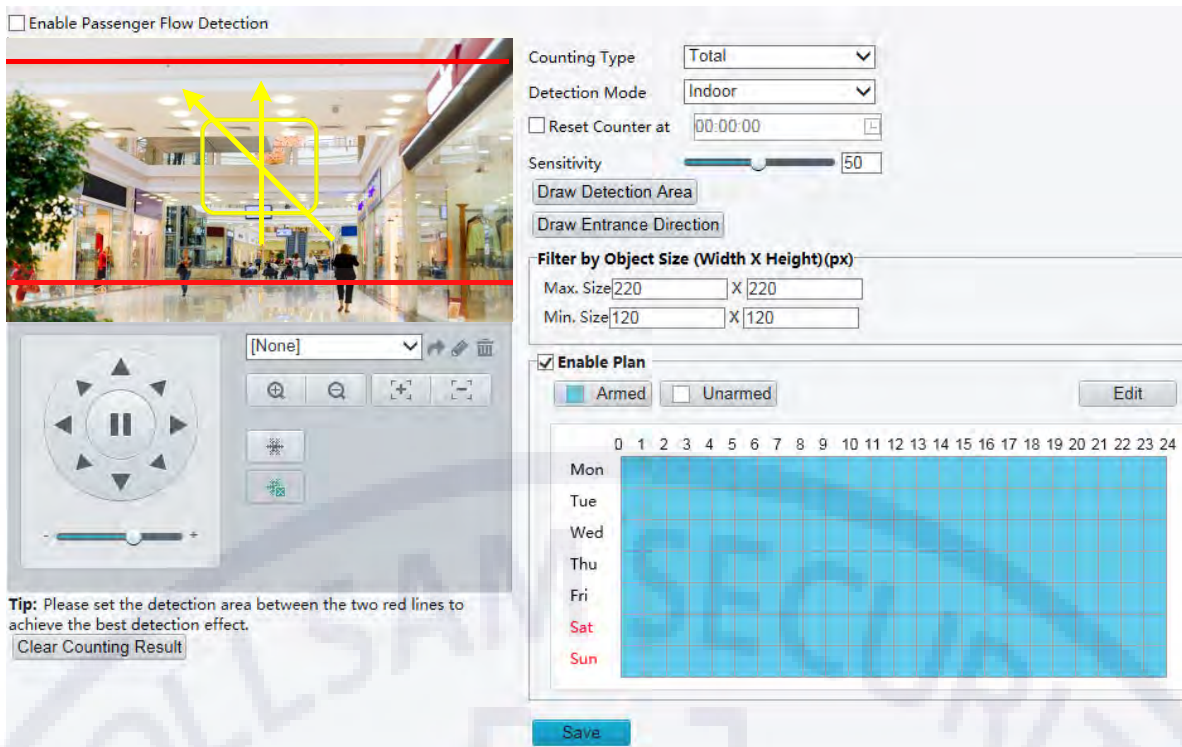 Enable Passenger Flow Detection
Counting Type Total
Detection Mode Indoor
Reset Counter at 00:00:00
Sensitivity 50
Draw Detection Area
Draw Entrance Direction
Filter by Object Size (Width X Height)(px)
Max. Size 220 X 220
Min. Size 120 X 120
[None]
Enable Plan
Armed Unarmed Edit
0 1 2 3 4 5 6 7 8 9 10 11 12 13 14 15 16 17 18 19 20 21 22 23 24
Mon
Tue
Wed
Thu
Fri
Sat
Sun
- +
Tip: Please set the detection area between the two red lines to
achieve the best detection effect.
Clear Counting Result
Save